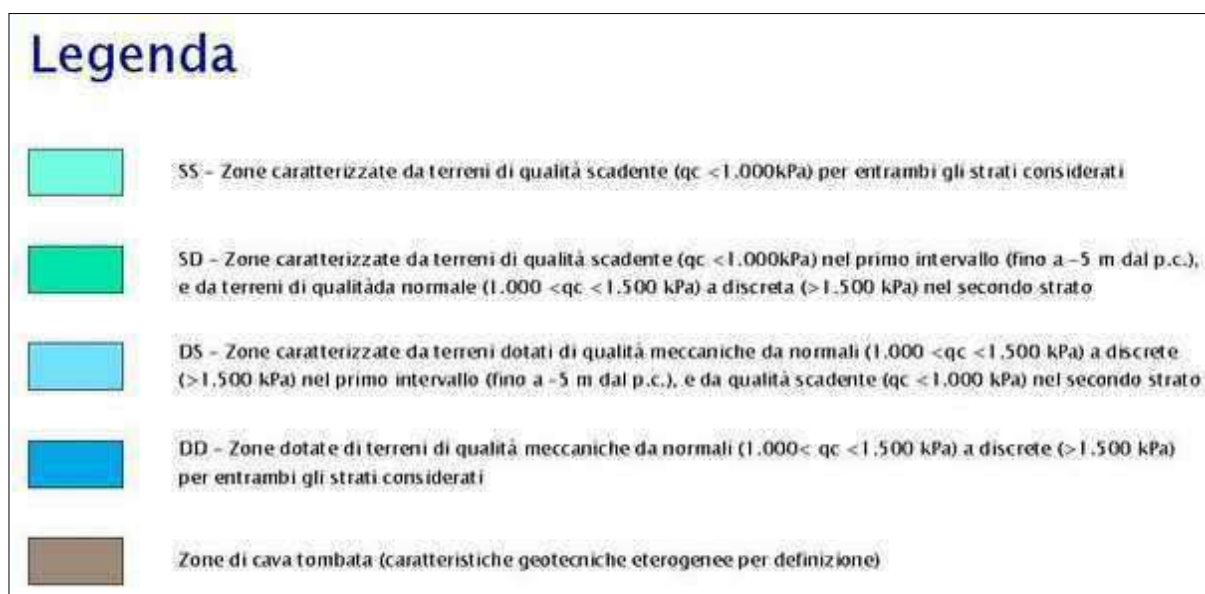 Legenda
SS - Zone caratterizzate da terreni di qualità scadente (qc <1.000kPa) per entrambi gli strati considerati
SD - Zone caratterizzate da terreni di qualità scadente (qc <1.000kPa) nel primo intervallo (fino a -5 m dal p.c.),
e da terreni di qualitàda normale (1.000 <qc <1.500 kPa) a discreta (>1.500 kPa) nel secondo strato
DS - Zone caratterizzate da terreni dotati di qualità meccaniche da normali (1.000 <qc <1.500 kPa) a discrete
(>1.500 kPa) nel primo intervallo (fino a -5 m dal p.c.), e da qualità scadente (qc <1.000 kPa) nel secondo strato
DD - Zone dotate di terreni di qualità meccaniche da normali (1.000< qc <1.500 kPa) a discrete (>1.500 kPa)
per entrambi gli strati considerati
Zone di cava tombata (caratteristiche geotecniche eterogenee per definizione)